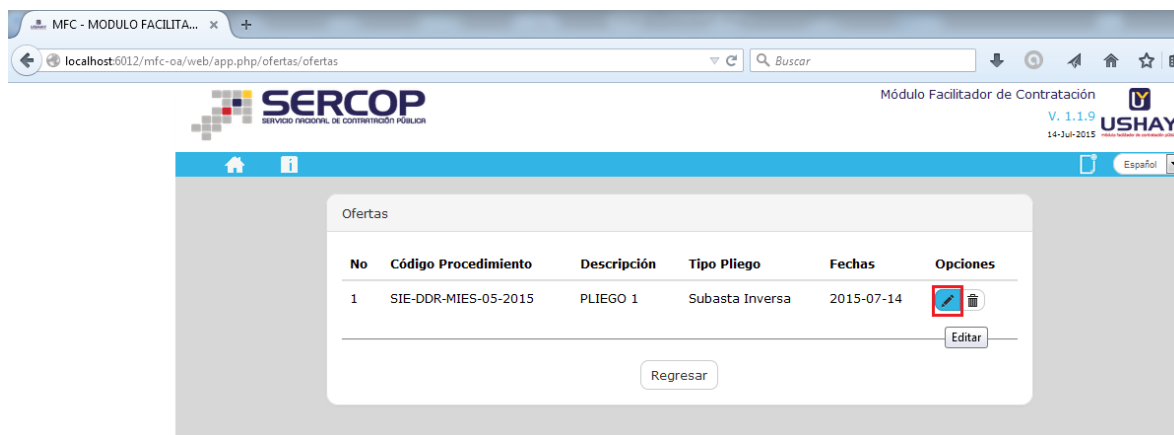 MFC - MODULO FACILITA...
localhost:6012/mfc-oa/web/app.php/ofertas/ofertas
Buscar
SERCOP
SERVICIO NACIONAL DE CONTRATACIÓN PÚBLICA
Módulo Facilitador de Contratación
V. 1.1.9
14-Jul-2015
USHAY
Español
Ofertas
No Código Procedimiento Descripción Tipo Pliego Fechas Opciones
1 SIE-DDR-MIES-05-2015 PLIEGO 1 Subasta Inversa 2015-07-14
Editar
Regresar